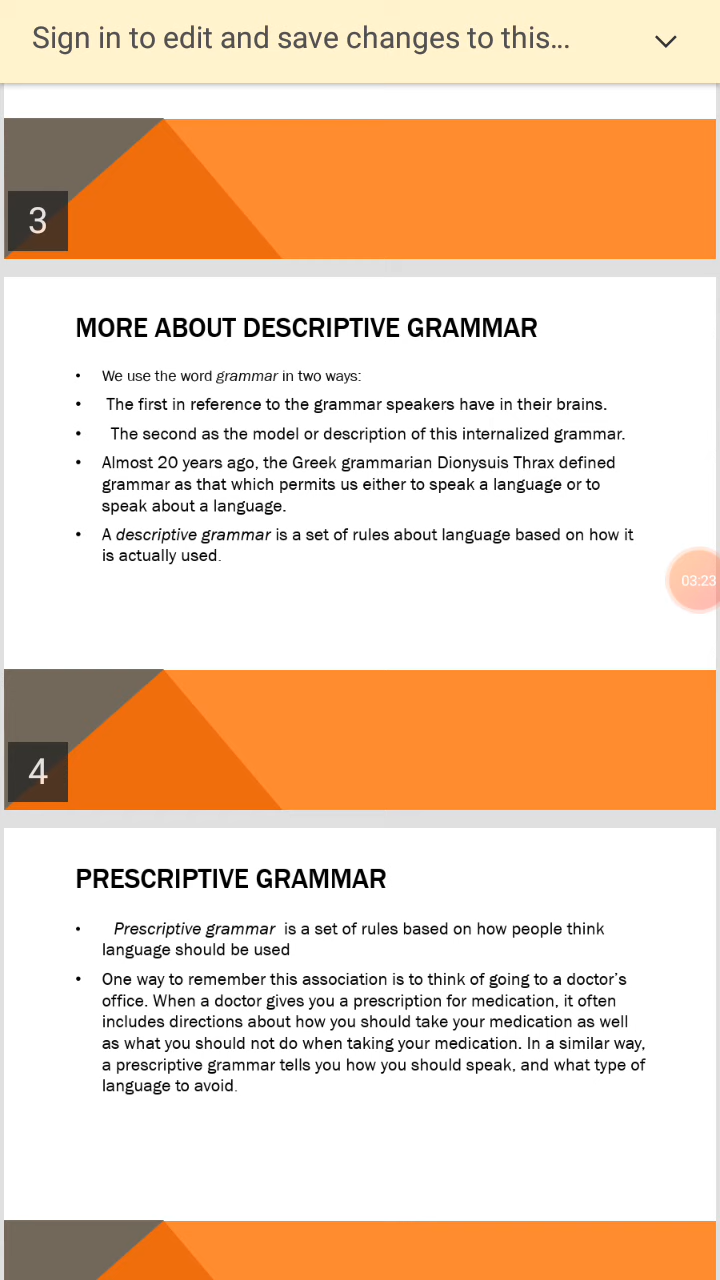 Sign in to edit and save changes to this...
3
MORE ABOUT DESCRIPTIVE GRAMMAR
• We use the word grammar in two ways:
• The first in reference to the grammar speakers have in their brains.
• The second as the model or description of this internalized grammar.
• Almost 20 years ago, the Greek grammarian Dionysuis Thrax defined
grammar as that which permits us either to speak a language or to
speak about a language.
• A descriptive grammar is a set of rules about language based on how it
is actually used.
03:23
4
PRESCRIPTIVE GRAMMAR
• Prescriptive grammar is a set of rules based on how people think
language should be used
• One way to remember this association is to think of going to a doctor's
office. When a doctor gives you a prescription for medication, it often
includes directions about how you should take your medication as well
as what you should not do when taking your medication. In a similar way,
a prescriptive grammar tells you how you should speak, and what type of
language to avoid.